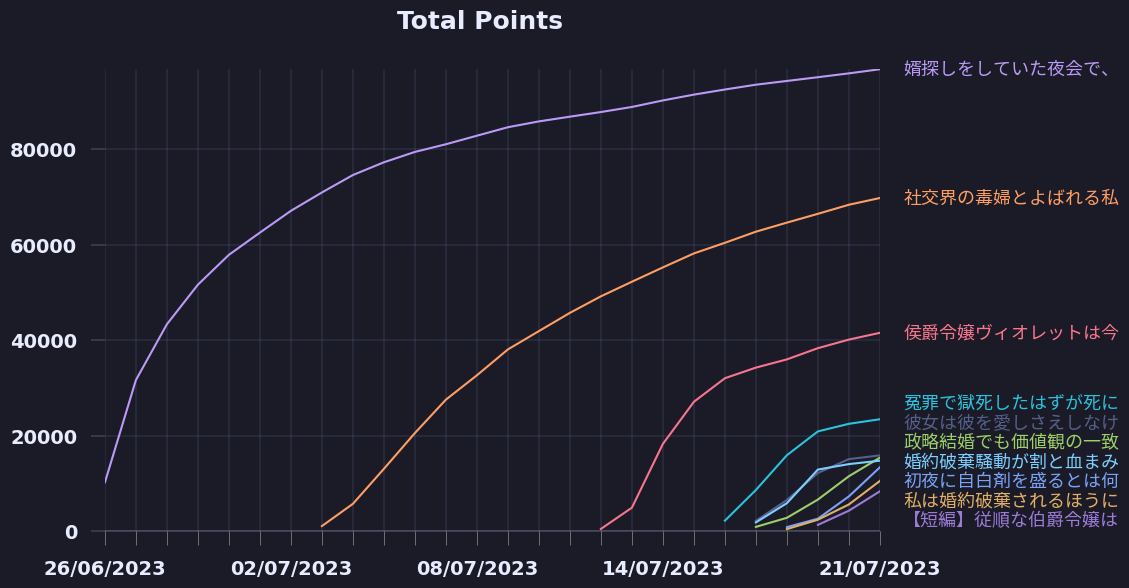 Total Points
80000
60000
40000
20000
0
26/06/2023
02/07/2023
08/07/2023
14/07/2023
21/07/2023
婿探しをしていた夜会で、
社交界の毒婦とよばれる私
侯爵令嬢ヴィオレットは今
冤罪で獄死したはずが死に
彼女は彼を愛しさえしなけ
政略結婚でも価値観の一致
婚約破棄騒動が割と血まみ
初夜に自白剤を盛るとは何
私は婚約破棄されるほうに
【短編】従順な伯爵令嬢は